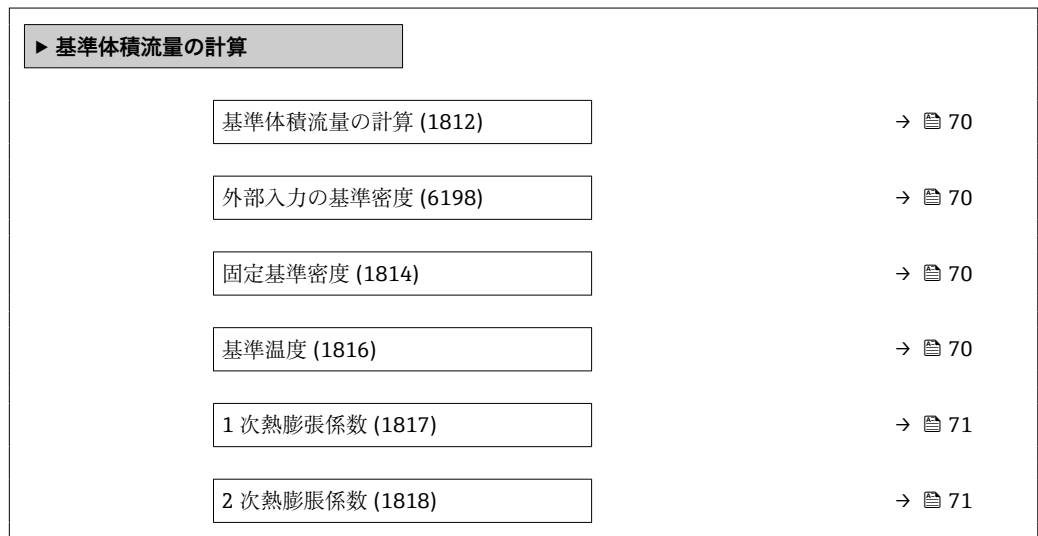 ▶ 基準体積流量の計算
基準体積流量の計算 (1812) → 70
外部入力の基準密度 (6198) → 70
固定基準密度 (1814) → 70
基準温度 (1816) → 70
1 次熱膨張係数 (1817) → 71
2 次熱膨脹係数 (1818) → 71